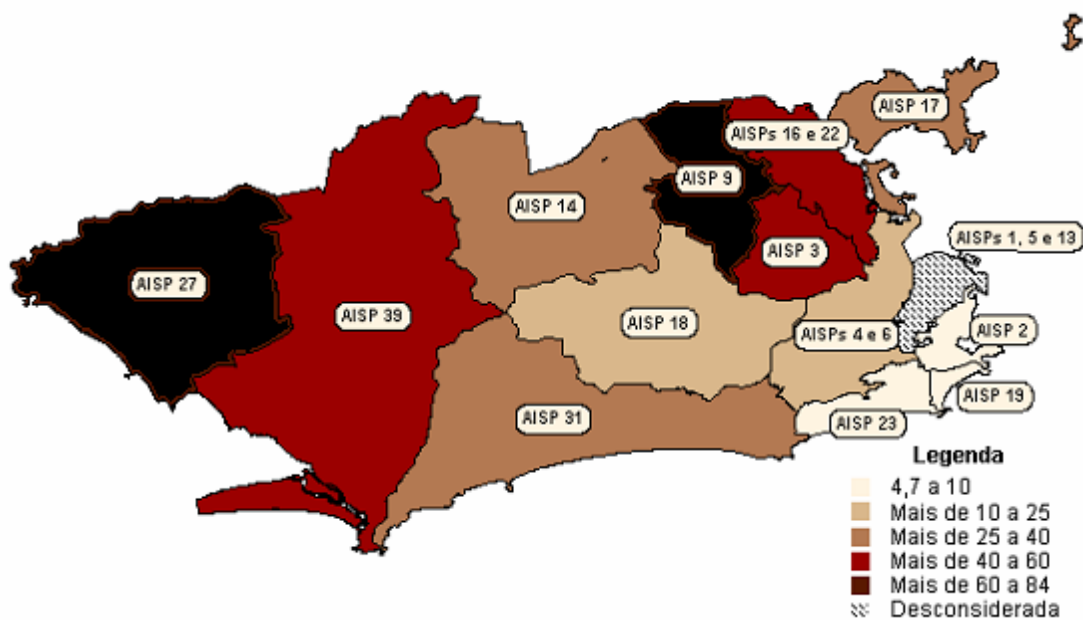 AISP 17
AISPs 16 e 22
AISP 9
AISP 14
AISPs 1, 5 e 13
AISP 3
AISP 27
AISP 39
AISP 18
AISPs 4 e 6
AISP 2
AISP 19
AISP 31
AISP 23
Legenda
4,7 a 10
Mais de 10 a 25
Mais de 25 a 40
Mais de 40 a 60
Mais de 60 a 84
Desconsiderada